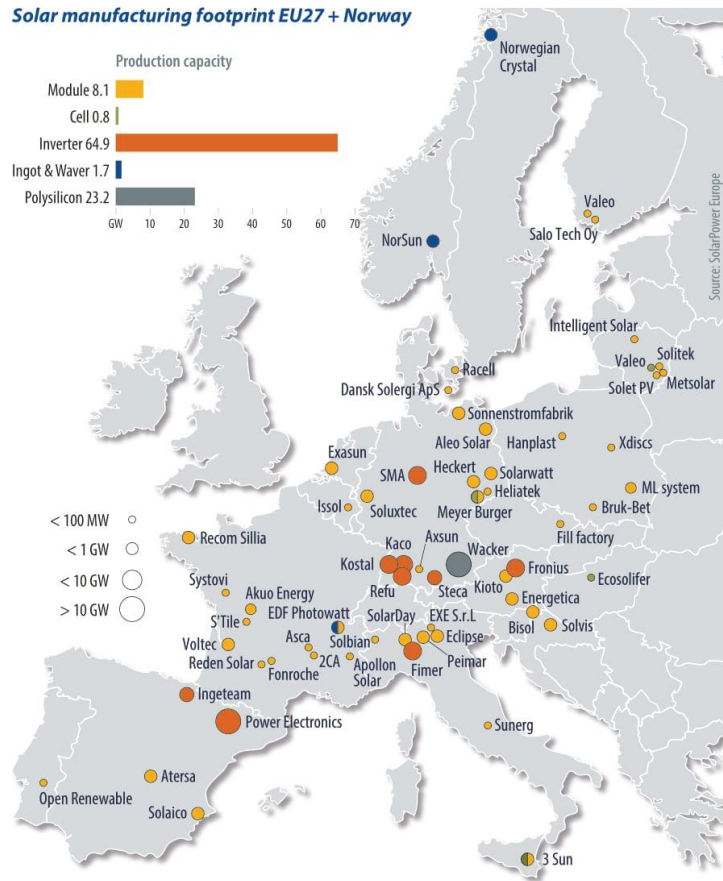 Solar manufacturing footprint EU27 + Norway
Production capacity
Module 8.1
Cell 0.8
Inverter 64.9
Ingot & Waver 1.7
Polysilicon 23.2
GW 10 20 30 40 50 60 70
Norwegian
Crystal
Source: SolarPower Europe
Valeo
Salo Tech Oy
NorSun
Intelligent Solar
Valeo
Solitek
Solet PV
Metsolar
Racell
Dansk Solergi ApS
Sonnenstromfabrik
Aleo Solar
Hanplast
Xdiscs
Exasun
SMA
Heckert
Solarwatt
Heliatek
ML system
Issol
Soluxtec
Meyer Burger
Bruk-Bet
Fill factory
< 100 MW
< 1 GW
< 10 GW
> 10 GW
Recom Sillia
Kaco
Axsun
Wacker
Kostal
Fronius
Refu
Steca
Kioto
Ecosolifer
Systovi
Akuo Energy
Energetica
S'Tile
EDF Photowatt
SolarDay
EXE S.r.L
Bisol
Solvis
Voltec
Asca
Solbian
Eclipse
Reden Solar
Fonroche
2CA
Apollon
Solar
Fimer
Peimar
Ingeteam
Power Electronics
Sunerg
Atersa
Open Renewable
Solaico
3 Sun